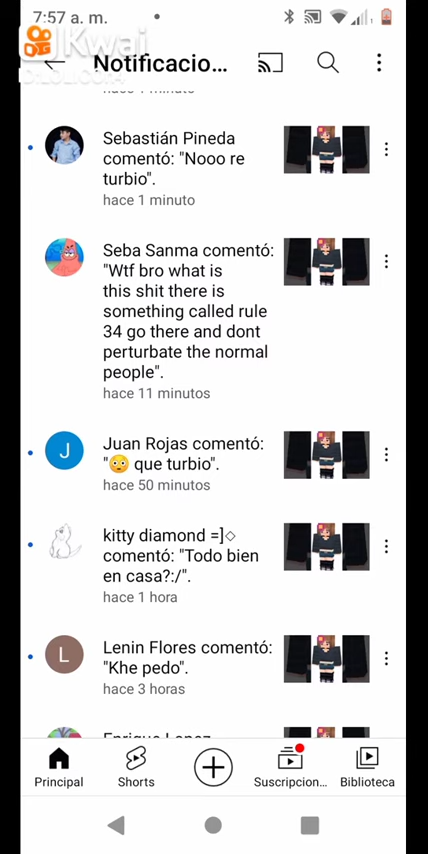 7:57 a. m.
Kwai
Notificacio...
hace 1 minuto
Sebastián Pineda
comentó: "Nooo re
turbio".
hace 1 minuto
Seba Sanma comentó:
"Wtf bro what is
this shit there is
something called rule
34 go there and dont
perturbate the normal
people".
hace 11 minutos
J
Juan Rojas comentó:
"😳 que turbio".
hace 50 minutos
kitty diamond =]◇
comentó: "Todo bien
en casa?:/".
hace 1 hora
L
Lenin Flores comentó:
"Khe pedo".
hace 3 horas
Enrique Lopez
Principal
Shorts
Suscripcion...
Biblioteca